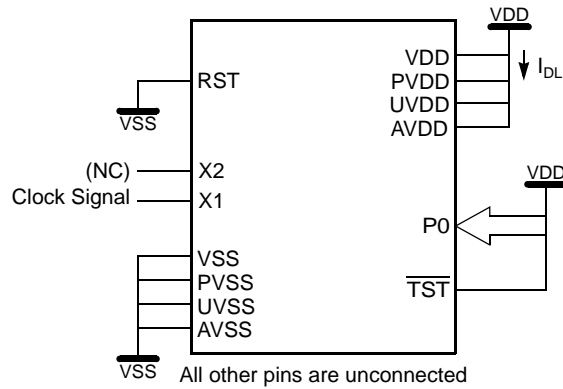 VDD
VDD
I_DL
RST
PVDD
UVDD
VSS
AVDD
(NC)
X2
VDD
Clock Signal
X1
P0
VSS
PVSS
TST
UVSS
AVSS
VSS
All other pins are unconnected